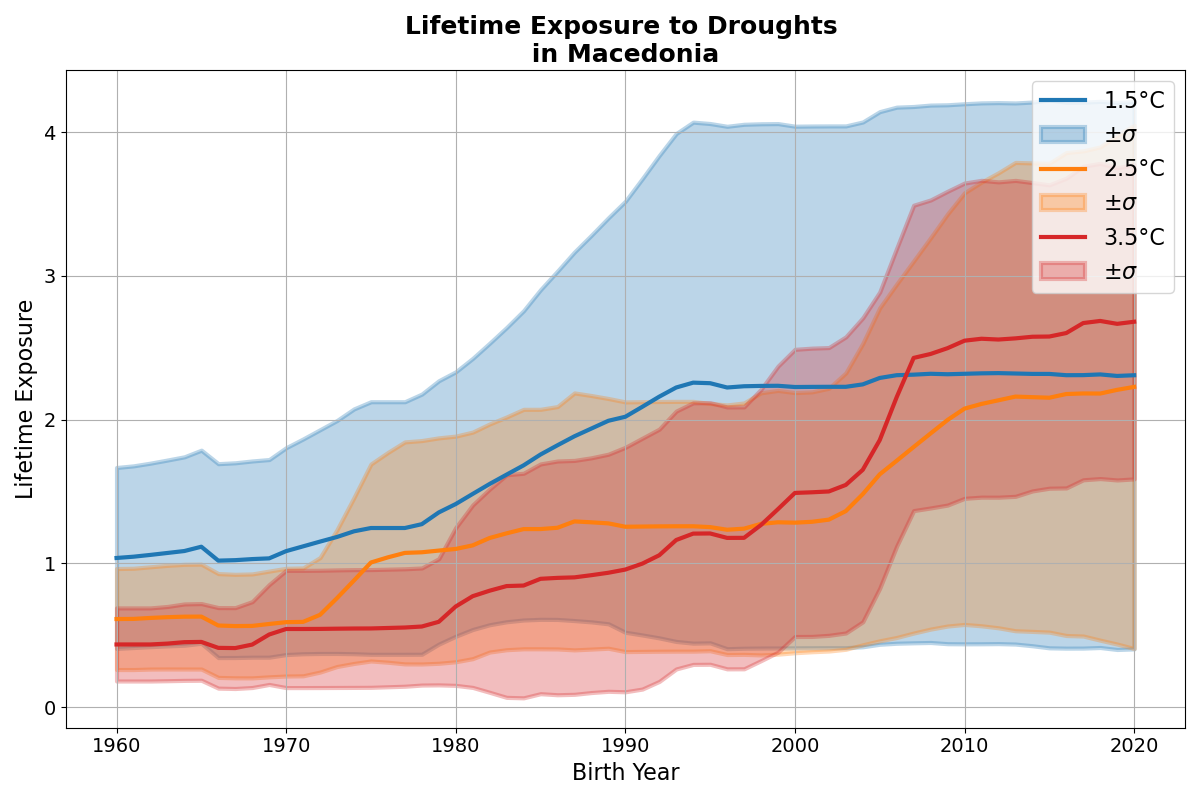 Lifetime Exposure to Droughts
in Macedonia
Lifetime Exposure
4
3
2
1
0
1.5°C
±σ
2.5°C
±σ
3.5°C
±σ
1960 1970 1980 1990 2000 2010 2020
Birth Year